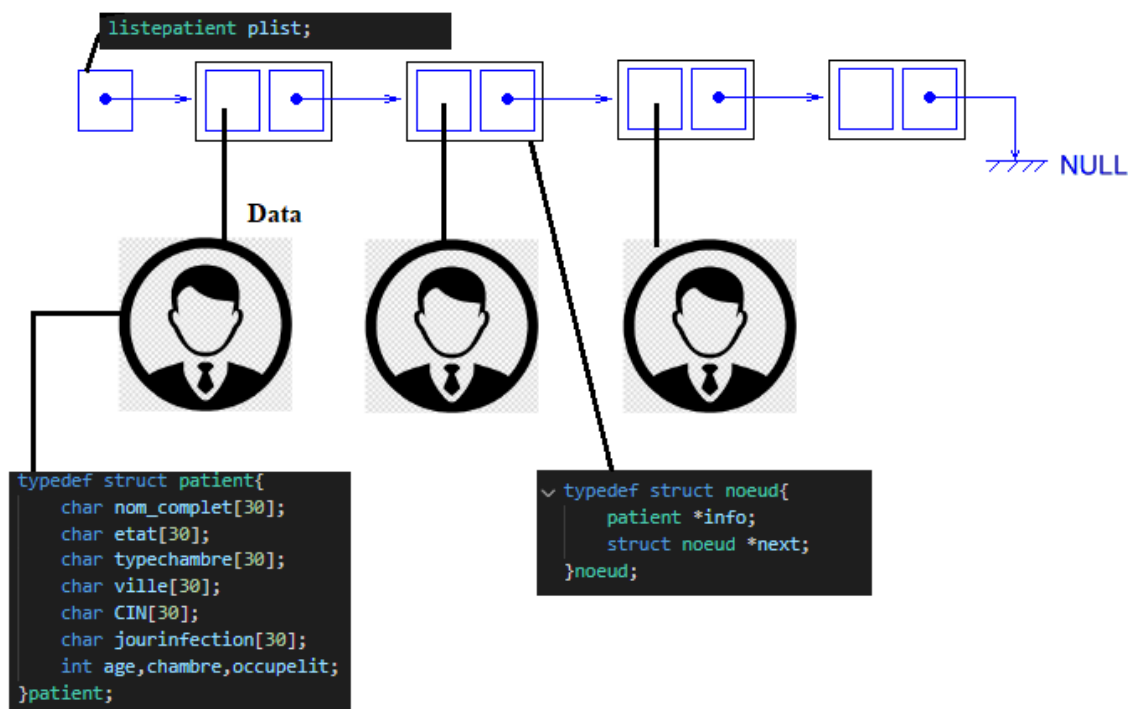 listepatient plist;
NULL
Data
typedef struct patient{
    char nom_complet[30];
    char etat[30];
    char typechambre[30];
    char ville[30];
    char CIN[30];
    char jourinfection[30];
    int age,chambre,occupelit;
}patient;
typedef struct noeud{
    patient *info;
    struct noeud *next;
}noeud;